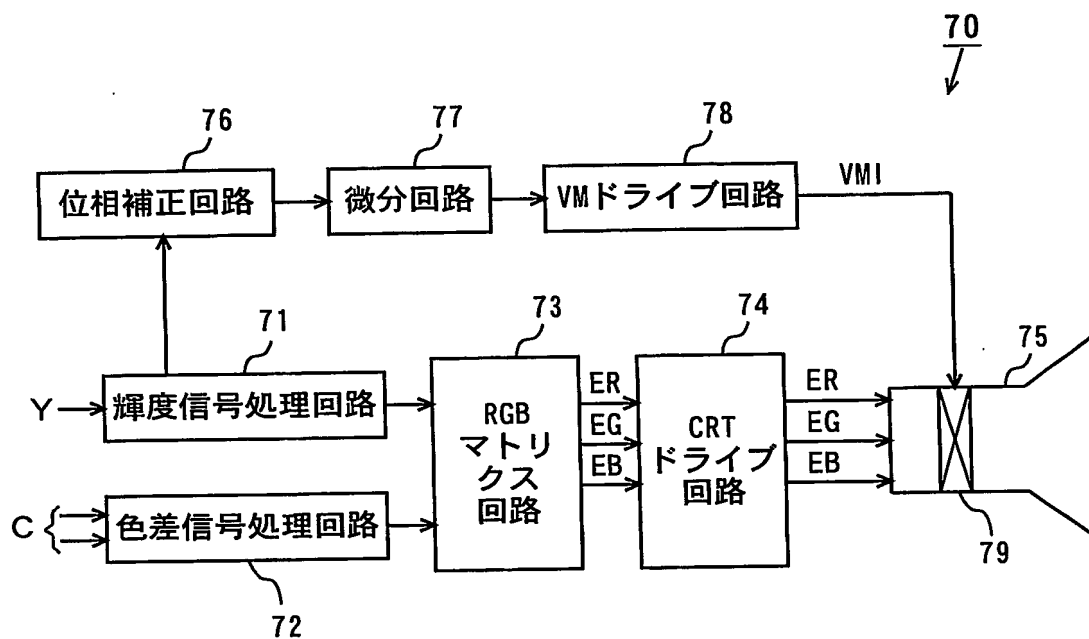 70
76
77
78
位相補正回路
微分回路
VMドライブ回路
VMI
71
73
74
75
Y
輝度信号処理回路
RGB
マトリ
クス
回路
ER
EG
EB
CRT
ドライブ
回路
ER
EG
EB
C
色差信号処理回路
72
79